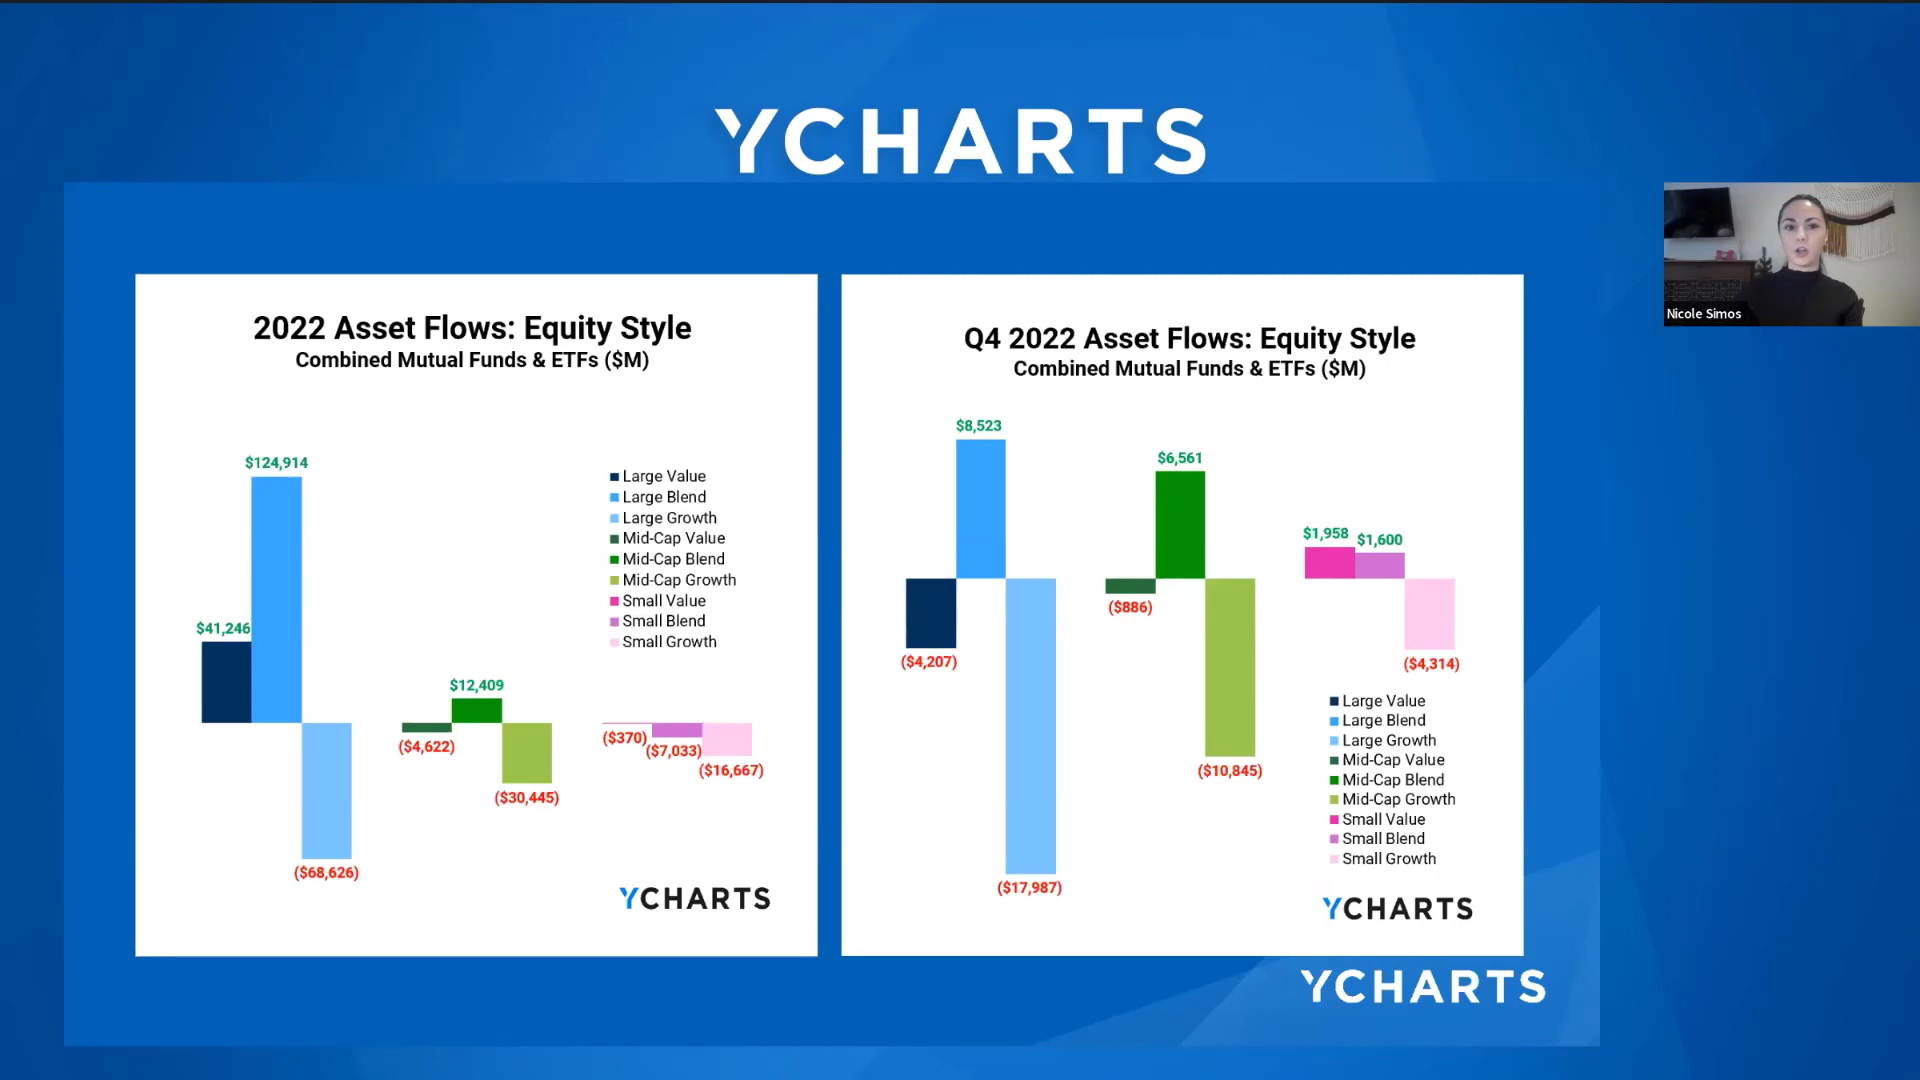 YCHARTS
2022 Asset Flows: Equity Style
Combined Mutual Funds & ETFs ($M)
$124,914
$41,246
($68,626)
$12,409
($4,622)
($30,445)
($370)
($7,033)
($16,667)
Large Value
Large Blend
Large Growth
Mid-Cap Value
Mid-Cap Blend
Mid-Cap Growth
Small Value
Small Blend
Small Growth
YCHARTS
Q4 2022 Asset Flows: Equity Style
Combined Mutual Funds & ETFs ($M)
$8,523
($4,207)
($17,987)
$6,561
($886)
($10,845)
$1,958
$1,600
($4,314)
Large Value
Large Blend
Large Growth
Mid-Cap Value
Mid-Cap Blend
Mid-Cap Growth
Small Value
Small Blend
Small Growth
YCHARTS
YCHARTS
Nicole Simos